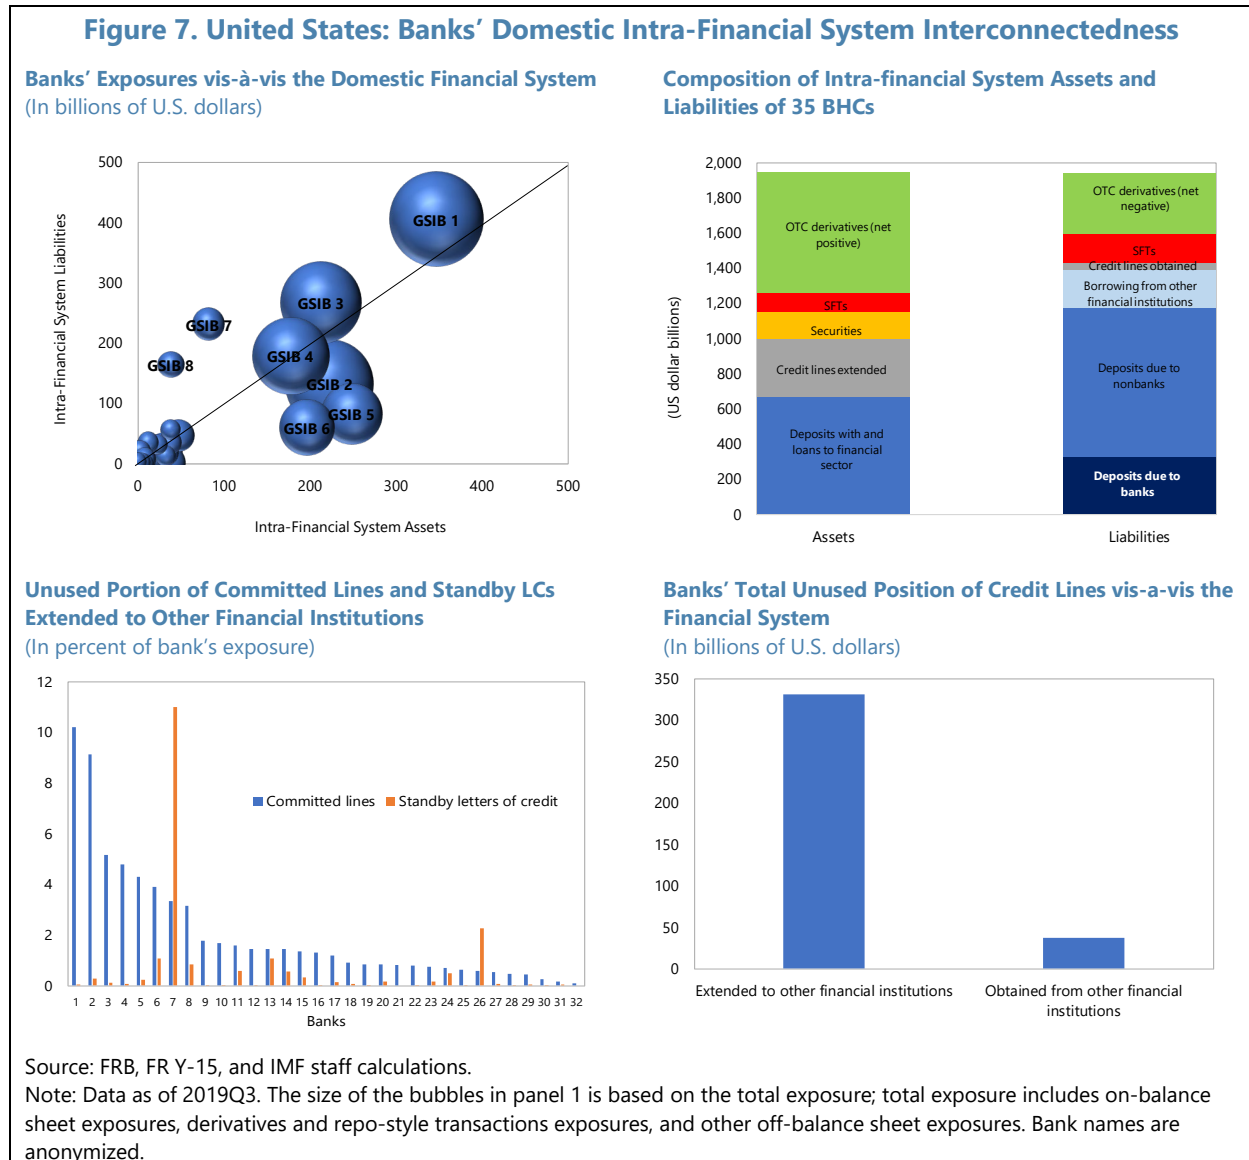 Figure 7. United States: Banks' Domestic Intra-Financial System Interconnectedness
Banks' Exposures vis-à-vis the Domestic Financial System
(In billions of U.S. dollars)
500
400
300
200
100
0
Intra-Financial System Liabilities
GSIB 1
GSIB 3
GSIB 7
GSIB 4
GSIB 8
GSIB 2
GSIB 5
GSIB 6
0 100 200 300 400 500
Intra-Financial System Assets
Composition of Intra-financial System Assets and
Liabilities of 35 BHCs
2,000
1,800
1,600
1,400
1,200
1,000
800
600
400
200
0
(US dollar billions)
OTC derivatives (net
positive)
SFTs
Securities
Credit lines extended
Deposits with and
loans to financial
sector
OTC derivatives (net
negative)
SFTs
Credit lines obtained
Borrowing from other
financial institutions
Deposits due to
nonbanks
Deposits due to
banks
Assets Liabilities
Unused Portion of Committed Lines and Standby LCs
Extended to Other Financial Institutions
(In percent of bank's exposure)
12
10
8
6
4
2
0
Committed lines Standby letters of credit
1 2 3 4 5 6 7 8 9 10 11 12 13 14 15 16 17 18 19 20 21 22 23 24 25 26 27 28 29 30 31 32
Banks
Banks' Total Unused Position of Credit Lines vis-a-vis the
Financial System
(In billions of U.S. dollars)
350
300
250
200
150
100
50
0
Extended to other financial institutions
Obtained from other financial
institutions
Source: FRB, FR Y-15, and IMF staff calculations.
Note: Data as of 2019Q3. The size of the bubbles in panel 1 is based on the total exposure; total exposure includes on-balance
sheet exposures, derivatives and repo-style transactions exposures, and other off-balance sheet exposures. Bank names are
anonymized.